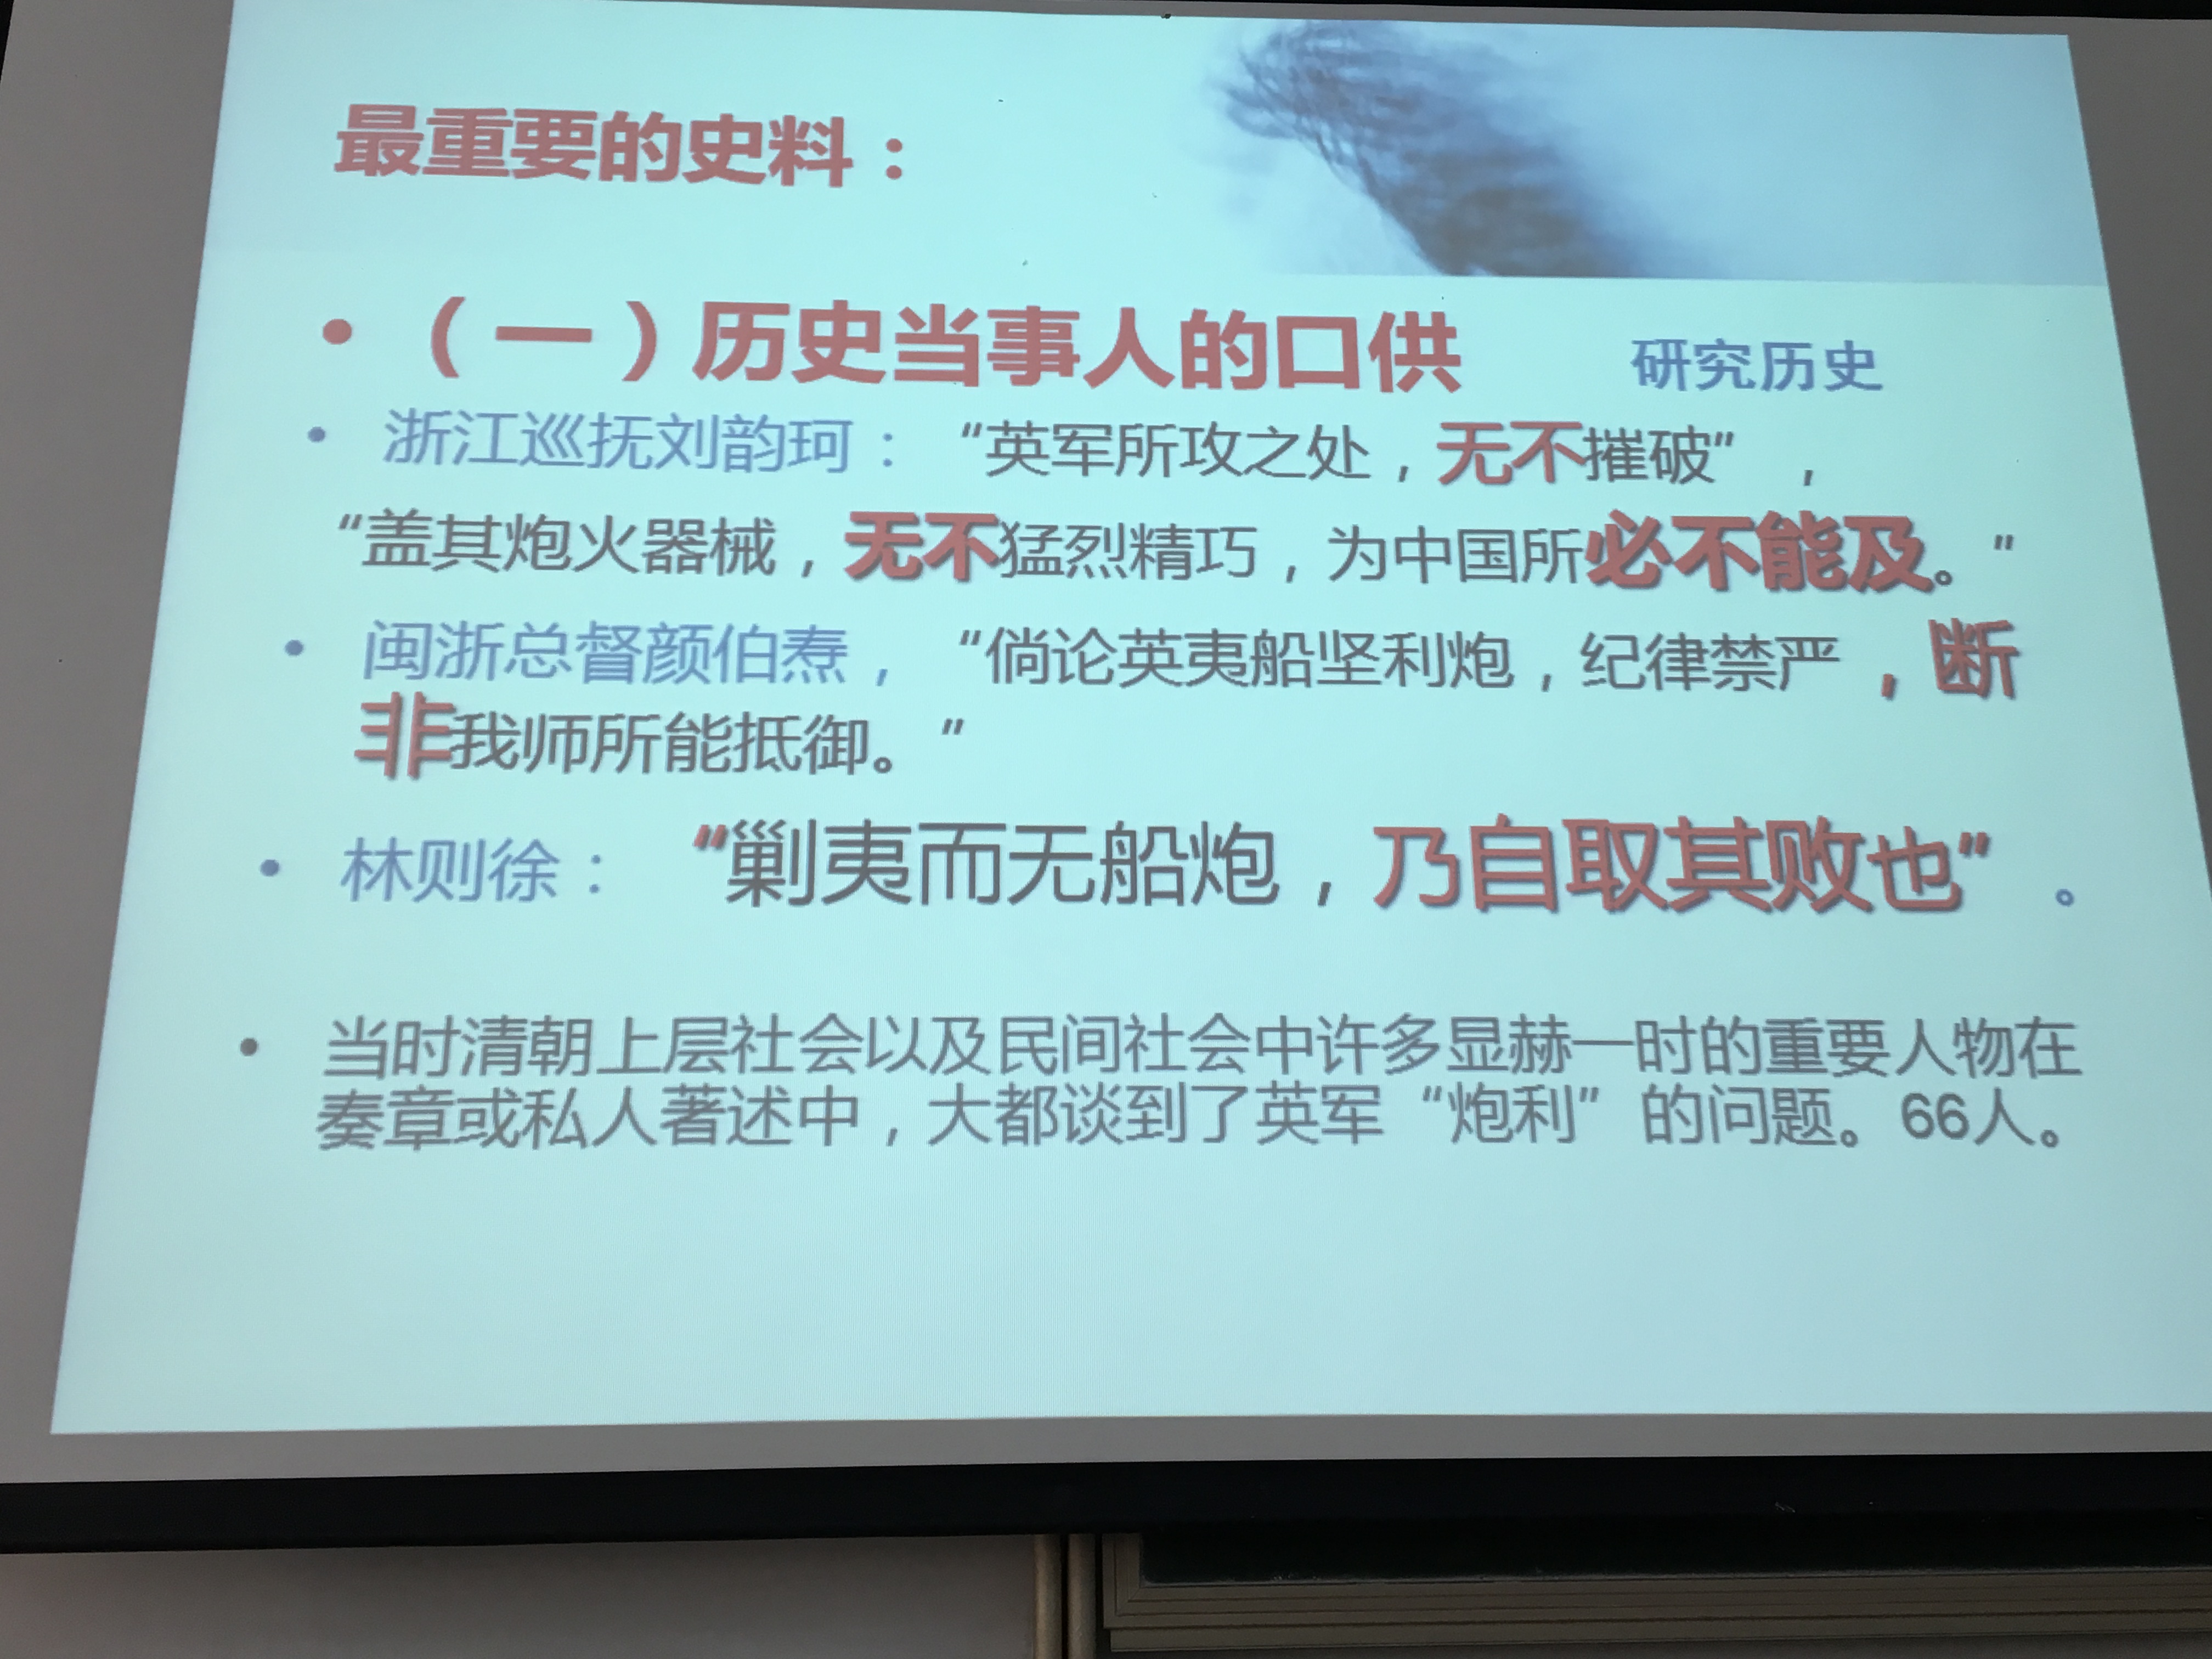 最重要的史料：
• （一）历史当事人的口供 研究历史
• 浙江巡抚刘韵珂：“英军所攻之处，无不摧破”，
“盖其炮火器械，无不猛烈精巧，为中国所必不能及。”
• 闽浙总督颜伯焘，“倘论英夷船坚利炮，纪律禁严，断
非我师所能抵御。”
• 林则徐：“剿夷而无船炮，乃自取其败也”。
• 当时清朝上层社会以及民间社会中许多显赫一时的重要人物在
奏章或私人著述中，大都谈到了英军“炮利”的问题。66人。